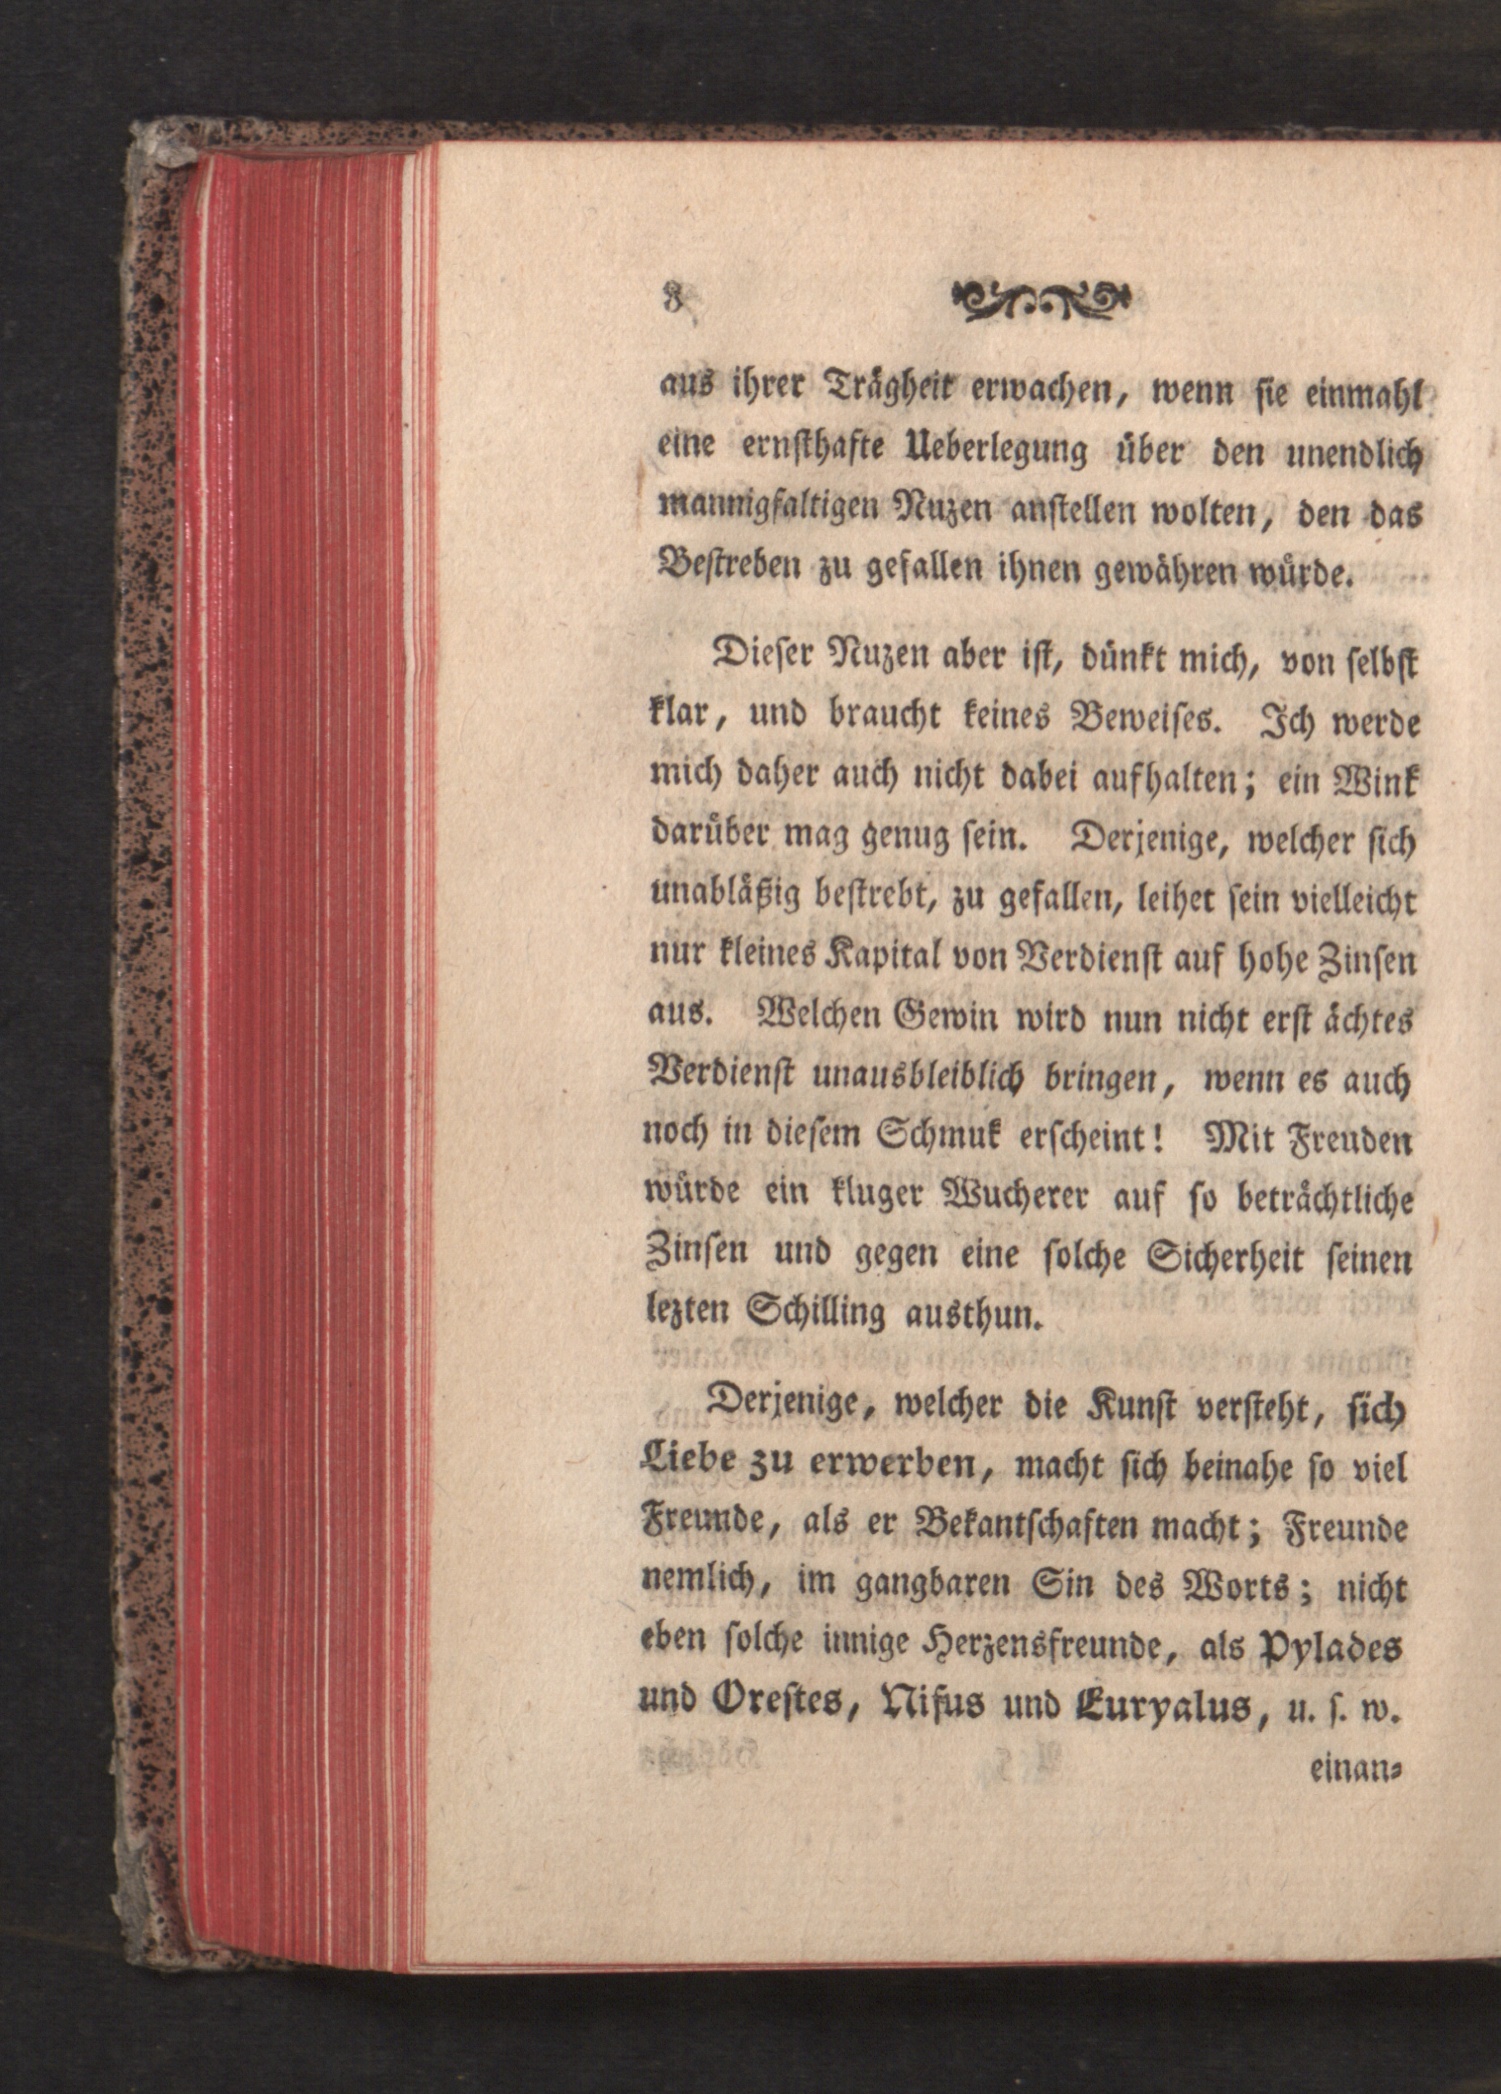 8
aus ihrer Trägheit erwachen, wenn ſie einmahl
eine ernſthafte Ueberlegung über den unendlich
mannigfaltigen Nuzen anſtellen wolten, den das
Beſtreben zu gefallen ihnen gewähren würde.
Dieſer Nuzen aber iſt, dünkt mich, von ſelbſt
klar, und braucht keines Beweiſes. Ich werde
mich daher auch nicht dabei aufhalten; ein Wink
darüber mag genug ſein. Derjenige, welcher ſich
unabläßig beſtrebt, zu gefallen, leihet ſein vielleicht
nur kleines Kapital von Verdienſt auf hohe Zinſen
aus. Welchen Gewin wird nun nicht erſt ächtes
Verdienſt unausbleiblich bringen, wenn es auch
noch in dieſem Schmuk erſcheint! Mit Freuden
würde ein kluger Wucherer auf ſo beträchtliche
Zinſen und gegen eine ſolche Sicherheit ſeinen
lezten Schilling austhun.
Derjenige, welcher die Kunſt verſteht, ſich
Liebe zu erwerben, macht ſich beinahe ſo viel
Freunde, als er Bekantſchaften macht; Freunde
nemlich, im gangbaren Sin des Worts; nicht
eben ſolche innige Herzensfreunde, als Pylades
und Oreſtes, Niſus und Euryalus, u. ſ. w.
einan-